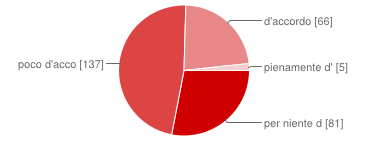 d'accordo [66]
poco d'acco [137]
pienamente d' [5]
per niente d [81]